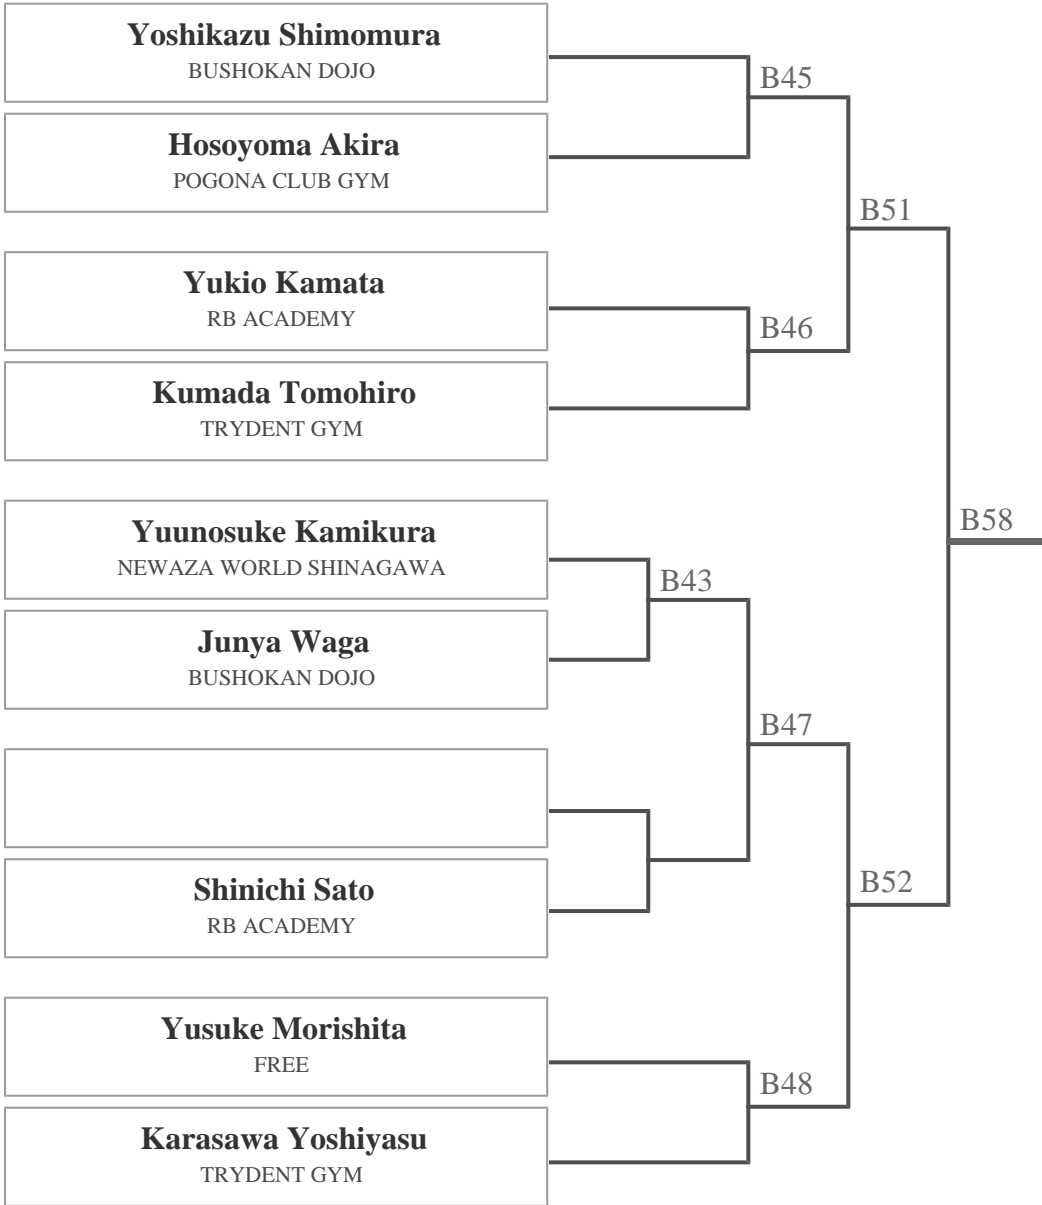 Yoshikazu Shimomura
BUSHOKAN DOJO
B45
Hosoyoma Akira
POGONA CLUB GYM
B51
Yukio Kamata
RB ACADEMY
B46
Kumada Tomohiro
TRYDENT GYM
Yuunosuke Kamikura
NEWAZA WORLD SHINAGAWA
B58
B43
Junya Waga
BUSHOKAN DOJO
B47
Shinichi Sato
RB ACADEMY
B52
Yusuke Morishita
FREE
B48
Karasawa Yoshiyasu
TRYDENT GYM